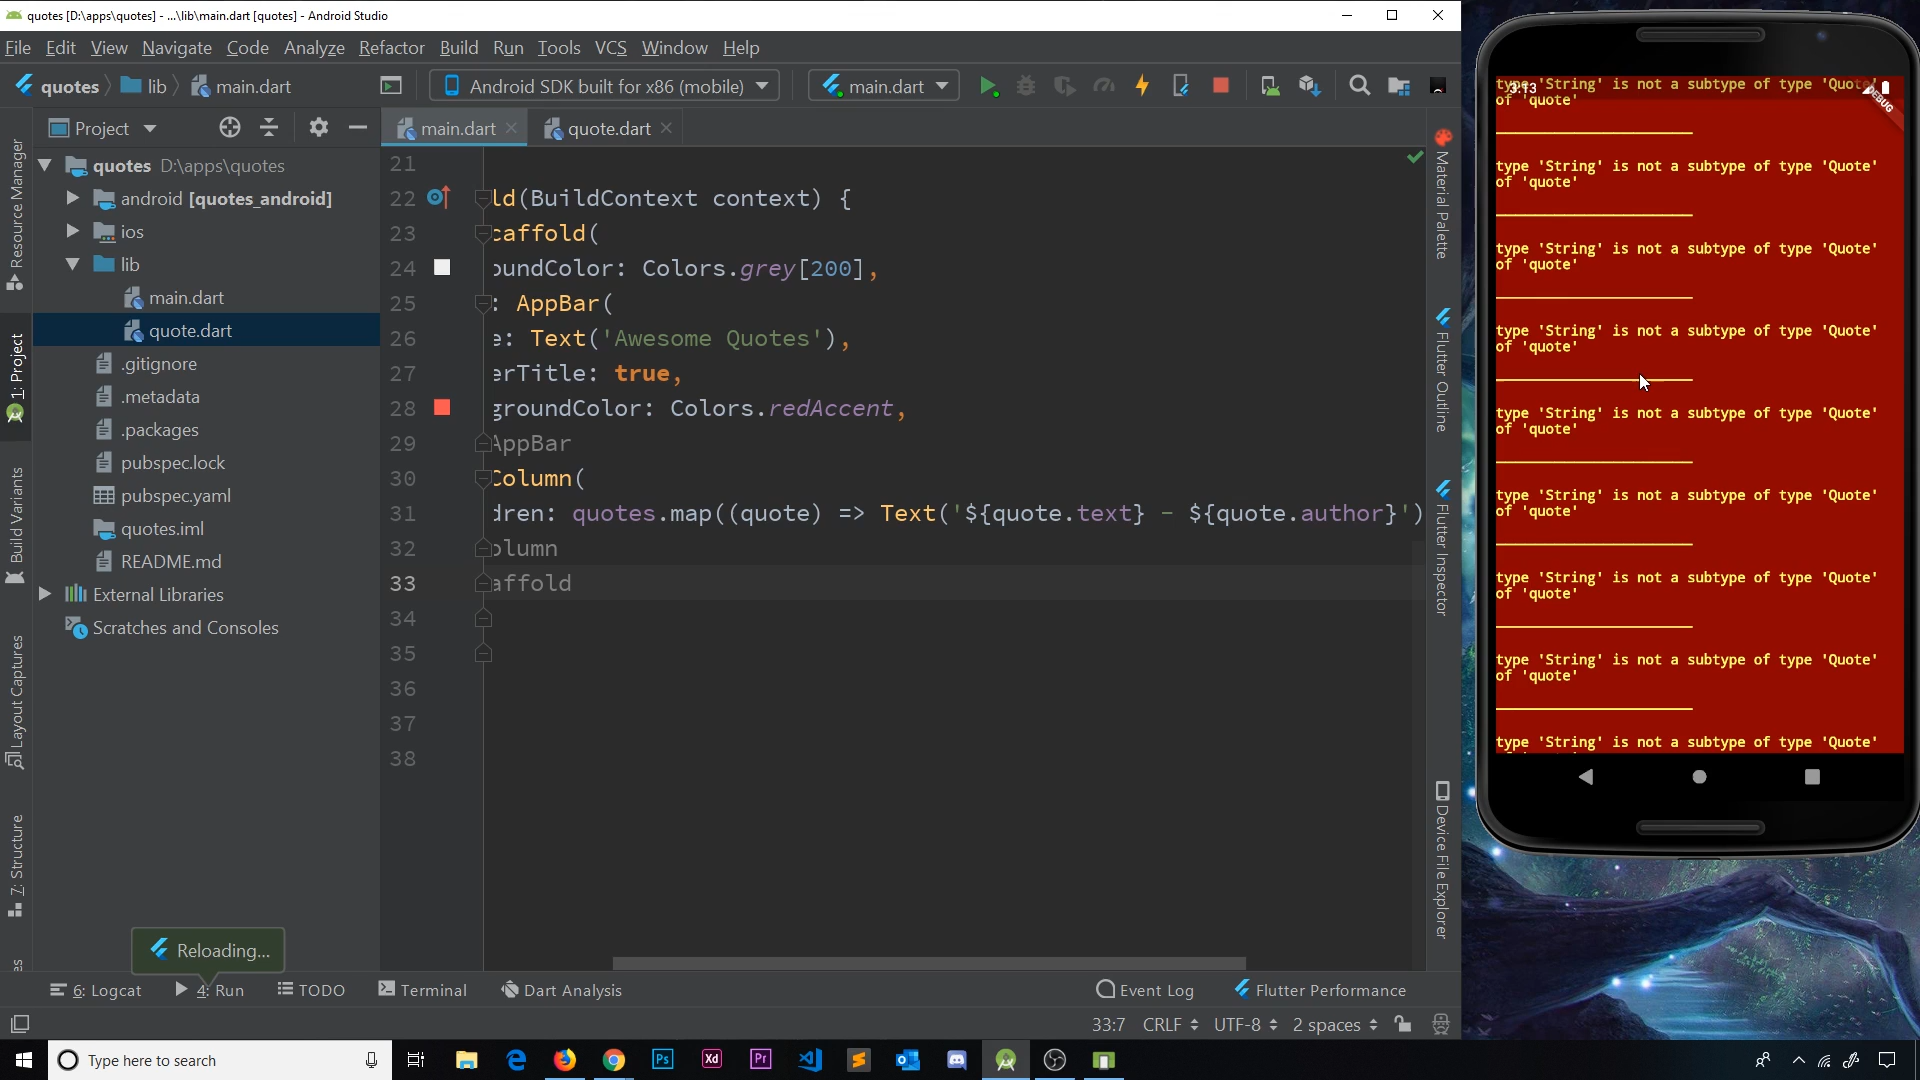 quotes [D:\apps\quotes] - ...\lib\main.dart [quotes] - Android Studio
File Edit View Navigate Code Analyze Refactor Build Run Tools VCS Window Help
quotes lib main.dart
Android SDK built for x86 (mobile)
main.dart
Project
main.dart
quote.dart
Resource Manager
1: Project
Build Variants
Layout Captures
7: Structure
quotes D:\apps\quotes
android [quotes_android]
ios
lib
main.dart
quote.dart
.gitignore
.metadata
.packages
pubspec.lock
pubspec.yaml
quotes.iml
README.md
External Libraries
Scratches and Consoles
21
22 ld(BuildContext context) {
23 caffold(
24 oundColor: Colors.grey[200],
25 : AppBar(
26 e: Text('Awesome Quotes'),
27 erTitle: true,
28 groundColor: Colors.redAccent,
29 AppBar
30 Column(
31 dren: quotes.map((quote) => Text('${quote.text} - ${quote.author}')
32 olumn
33 affold
34
35
36
37
38
Material Palette
Flutter Outline
Flutter Inspector
Device File Explorer
Reloading...
6: Logcat
4: Run
TODO
Terminal
Dart Analysis
Event Log
Flutter Performance
33:7 CRLF UTF-8 2 spaces
Type here to search
Ps
Xd
Pr
3:13
DEBUG
type 'String' is not a subtype of type 'Quote'
of 'quote'
type 'String' is not a subtype of type 'Quote'
of 'quote'
type 'String' is not a subtype of type 'Quote'
of 'quote'
type 'String' is not a subtype of type 'Quote'
of 'quote'
type 'String' is not a subtype of type 'Quote'
of 'quote'
type 'String' is not a subtype of type 'Quote'
of 'quote'
type 'String' is not a subtype of type 'Quote'
of 'quote'
type 'String' is not a subtype of type 'Quote'
of 'quote'
type 'String' is not a subtype of type 'Quote'